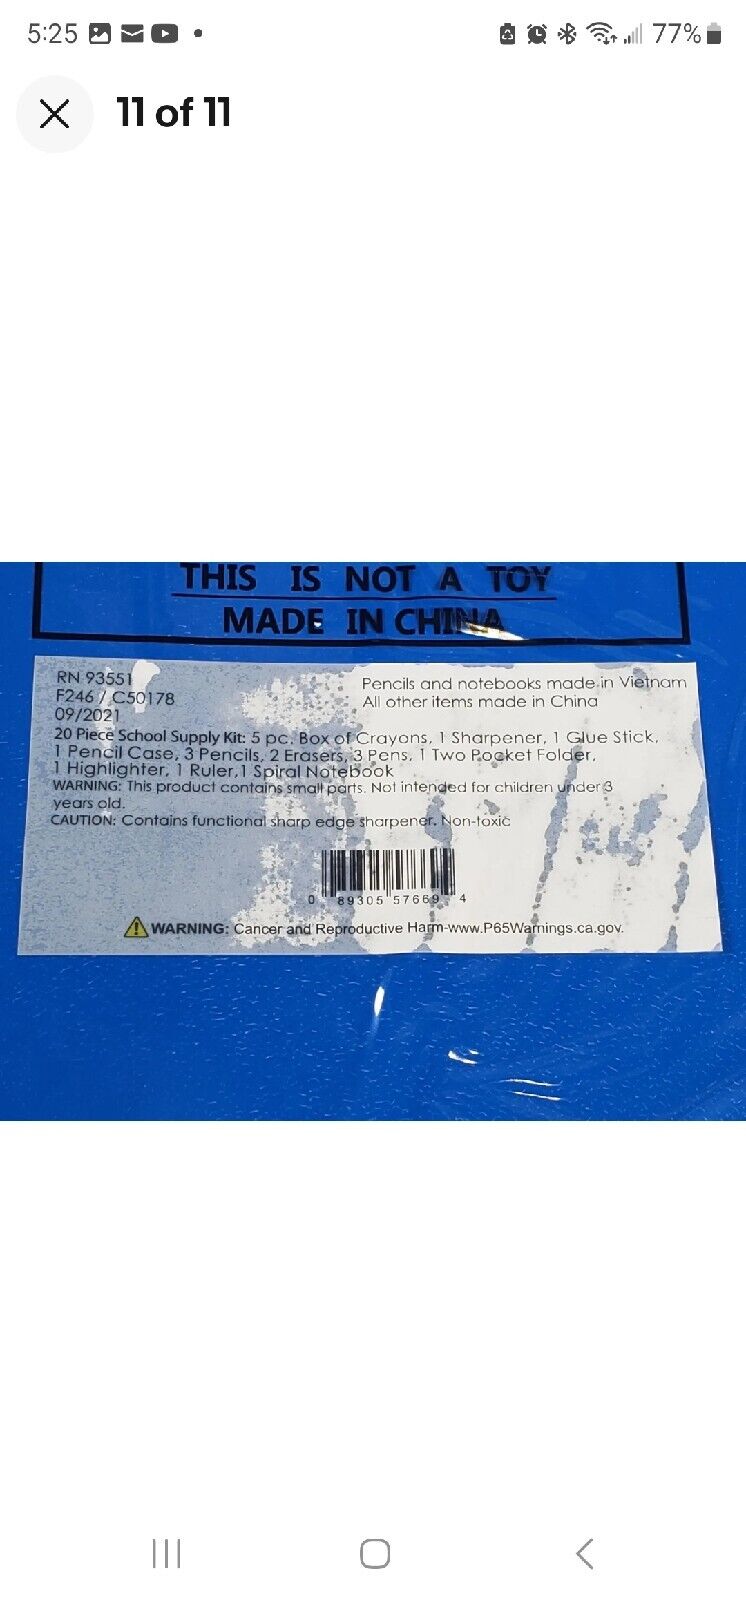 5:25
77%
11 of 11
THIS IS NOT A TOY
MADE IN CHINA
RN 93551
F246 / C50178
09/2021
Pencils and notebooks made in Vietnam
All other items made in China
20 Piece School Supply Kit: 5 pc. Box of Crayons, 1 Sharpener, 1 Glue Stick,
1 Pencil Case, 3 Pencils, 2 Erasers, 3 Pens, 1 Two Pocket Folder,
1 Highlighter, 1 Ruler,1 Spiral Notebook
WARNING: This product contains small parts. Not intended for children under 3
years old.
CAUTION: Contains functional sharp edge sharpener. Non-toxic
0 89305 57669 4
WARNING: Cancer and Reproductive Harm-www.P65Warnings.ca.gov.